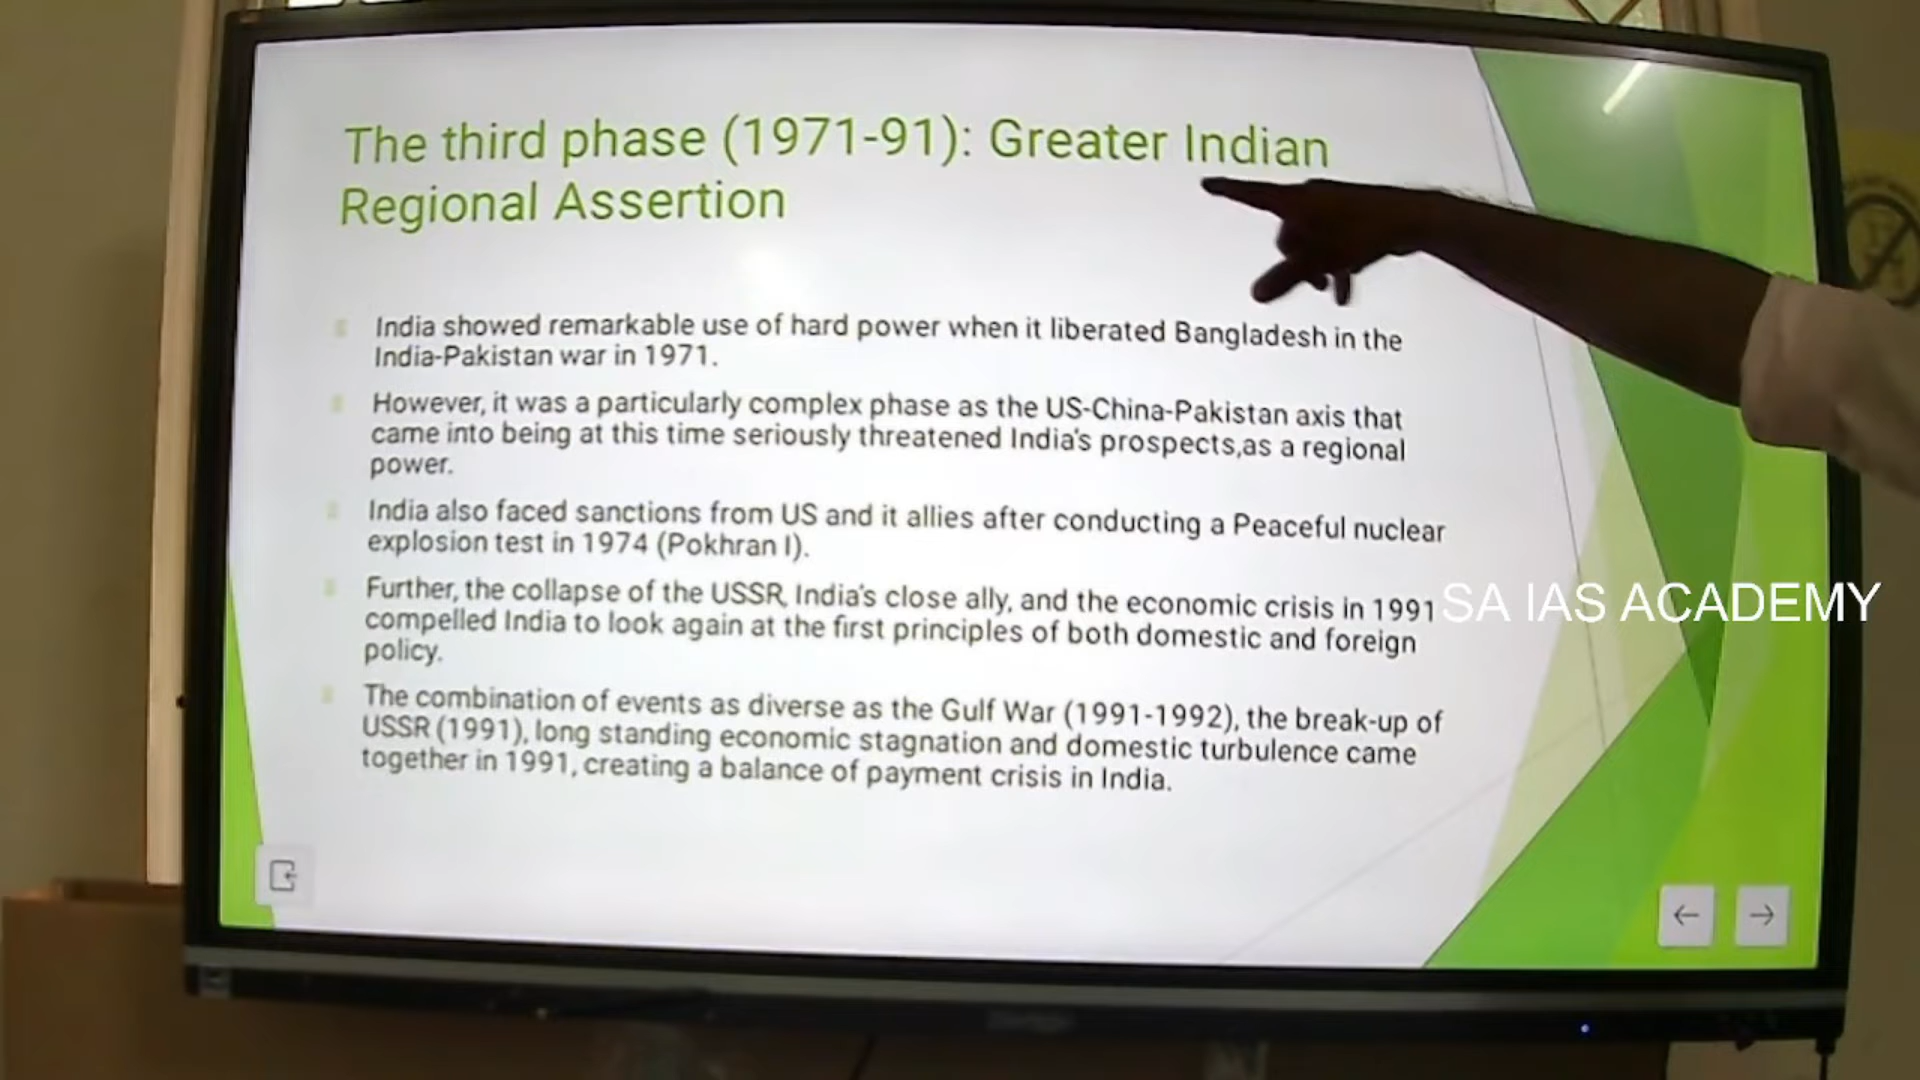 The third phase (1971-91): Greater Indian
Regional Assertion
India showed remarkable use of hard power when it liberated Bangladesh in the
India-Pakistan war in 1971.
However, it was a particularly complex phase as the US-China-Pakistan axis that
came into being at this time seriously threatened India's prospects,as a regional
power.
India also faced sanctions from US and it allies after conducting a Peaceful nuclear
explosion test in 1974 (Pokhran I).
Further, the collapse of the USSR, India's close ally, and the economic crisis in 1991
compelled India to look again at the first principles of both domestic and foreign
policy.
SA IAS ACADEMY
The combination of events as diverse as the Gulf War (1991-1992), the break-up of
USSR (1991), long standing economic stagnation and domestic turbulence came
together in 1991, creating a balance of payment crisis in India.